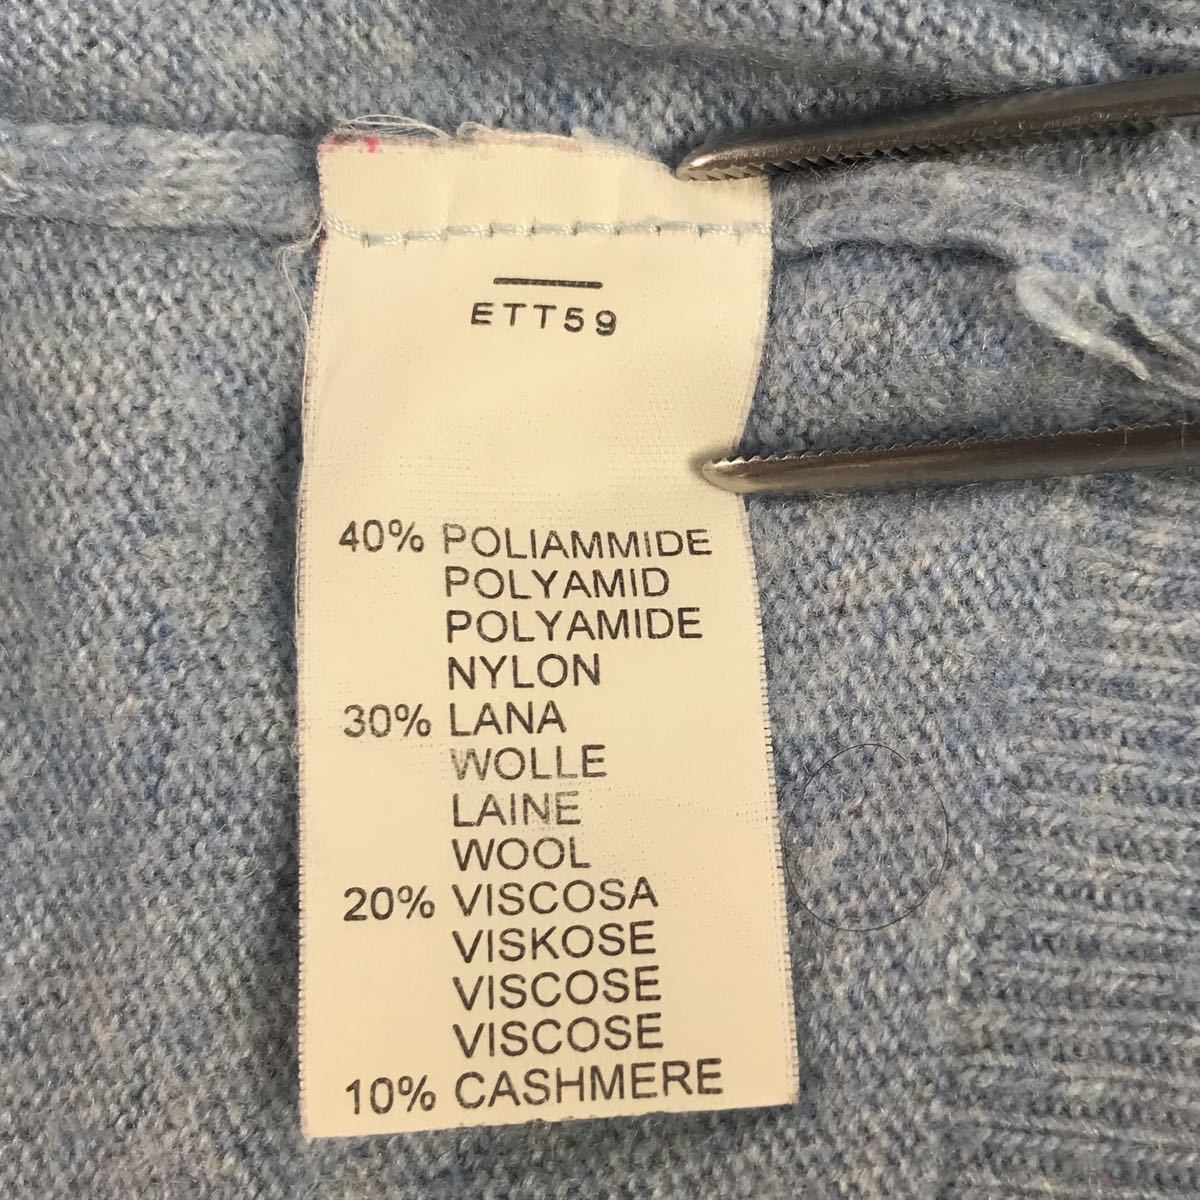 ETT59
40% POLIAMMIDE
POLYAMID
POLYAMIDE
NYLON
30% LANA
WOLLE
LAINE
WOOL
20% VISCOSA
VISKOSE
VISCOSE
VISCOSE
10% CASHMERE